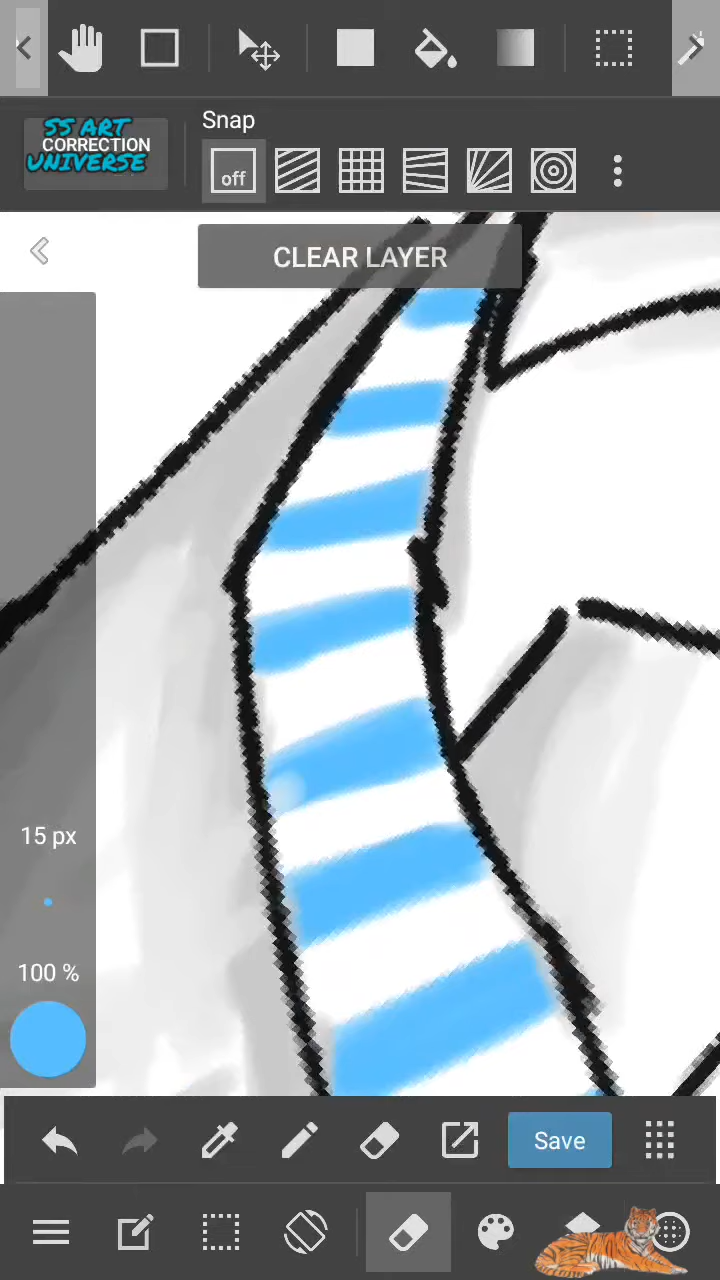 Snap
SS ART
CORRECTION
UNIVERSE
off
CLEAR LAYER
15 px
100 %
Save